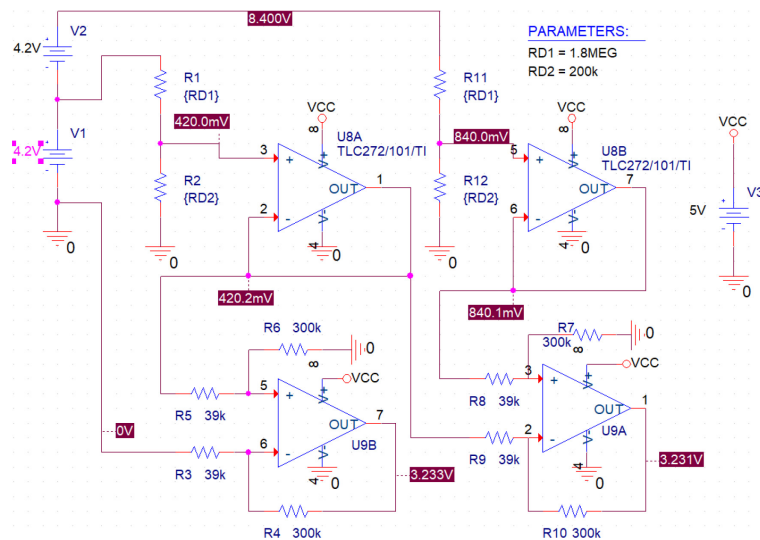 8.400V
PARAMETERS:
RD1 = 1.8MEG
RD2 = 200k
V2
4.2V
R1
{RD1}
R11
{RD1}
VCC
8
U8A
TLC272/101/TI
420.0mV
3
+
V+
OUT
1
2
-
V-
4
0
VCC
8
U8B
TLC272/101/TI
840.0mV
5
+
V+
OUT
7
6
-
V-
4
0
VCC
V3
5V
0
V1
4.2V
0
R2
{RD2}
0
R12
{RD2}
0
420.2mV
840.1mV
R6 300k
0
8
VCC
R5 39k
5
+
V+
OUT
7
U9B
6
-
V-
4
0
0V
R3 39k
R4 300k
3.233V
R7
300k
0
8
VCC
R8 39k
3
+
V+
OUT
1
U9A
2
-
V-
4
0
R9 39k
R10 300k
3.231V